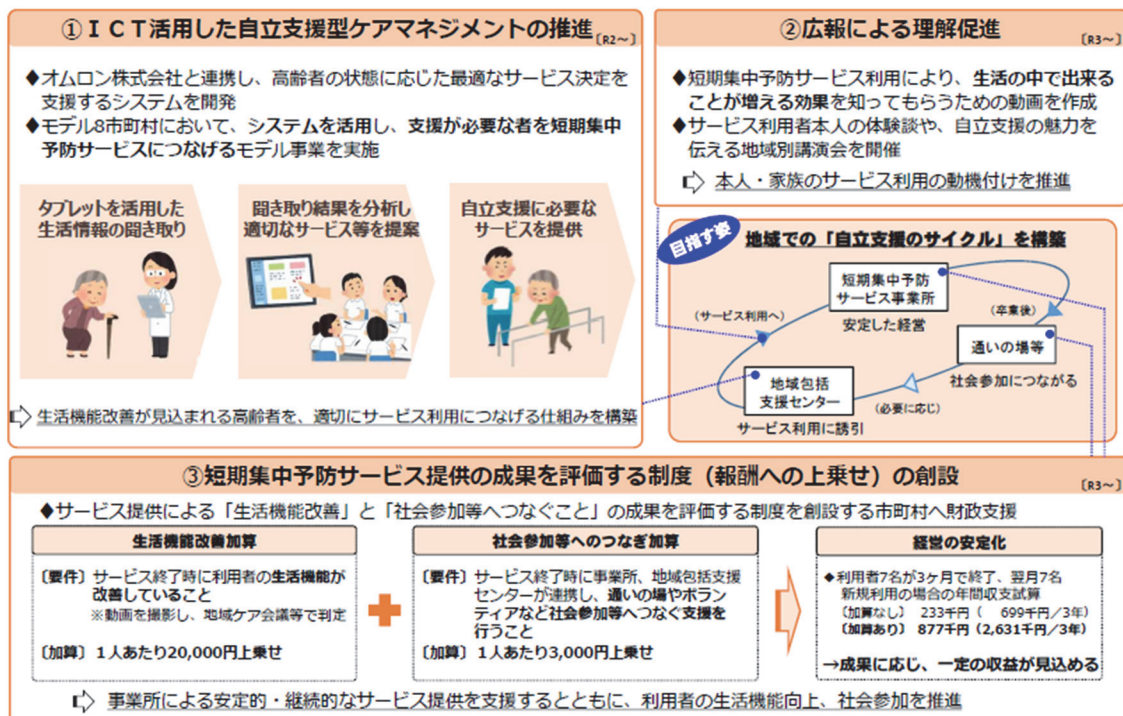 ①ＩＣＴ活用した自立支援型ケアマネジメントの推進〔R2～〕
◆オムロン株式会社と連携し、高齢者の状態に応じた最適なサービス決定を
支援するシステムを開発
◆モデル8市町村において、システムを活用し、支援が必要な者を短期集中
予防サービスにつなげるモデル事業を実施
タブレットを活用した
生活情報の聞き取り
聞き取り結果を分析し
適切なサービス等を提案
自立支援に必要な
サービスを提供
⇨ 生活機能改善が見込まれる高齢者を、適切にサービス利用につなげる仕組みを構築
②広報による理解促進 〔R3～〕
◆短期集中予防サービス利用により、生活の中で出来る
ことが増える効果を知ってもらうための動画を作成
◆サービス利用者本人の体験談や、自立支援の魅力を
伝える地域別講演会を開催
⇨ 本人・家族のサービス利用の動機付けを推進
目指す姿
地域での「自立支援のサイクル」を構築
短期集中予防
サービス事業所
安定した経営
（サービス利用へ）
（卒業後）
通いの場等
社会参加につながる
地域包括
支援センター
（必要に応じ）
サービス利用に誘引
③短期集中予防サービス提供の成果を評価する制度（報酬への上乗せ）の創設 〔R3～〕
◆サービス提供による「生活機能改善」と「社会参加等へつなぐこと」の成果を評価する制度を創設する市町村へ財政支援
生活機能改善加算
〔要件〕サービス終了時に利用者の生活機能が
改善していること
※動画を撮影し、地域ケア会議等で判定
〔加算〕１人あたり20,000円上乗せ
社会参加等へのつなぎ加算
〔要件〕サービス終了時に事業所、地域包括支援
センターが連携し、通いの場やボラン
ティアなど社会参加等へつなぐ支援を
行うこと
〔加算〕１人あたり3,000円上乗せ
経営の安定化
◆利用者7名が3ヶ月で終了、翌月7名
新規利用の場合の年間収支試算
〔加算なし〕 233千円（ 699千円／3年）
〔加算あり〕 877千円（2,631千円／3年）
→成果に応じ、一定の収益が見込める
⇨ 事業所による安定的・継続的なサービス提供を支援するとともに、利用者の生活機能向上、社会参加を推進